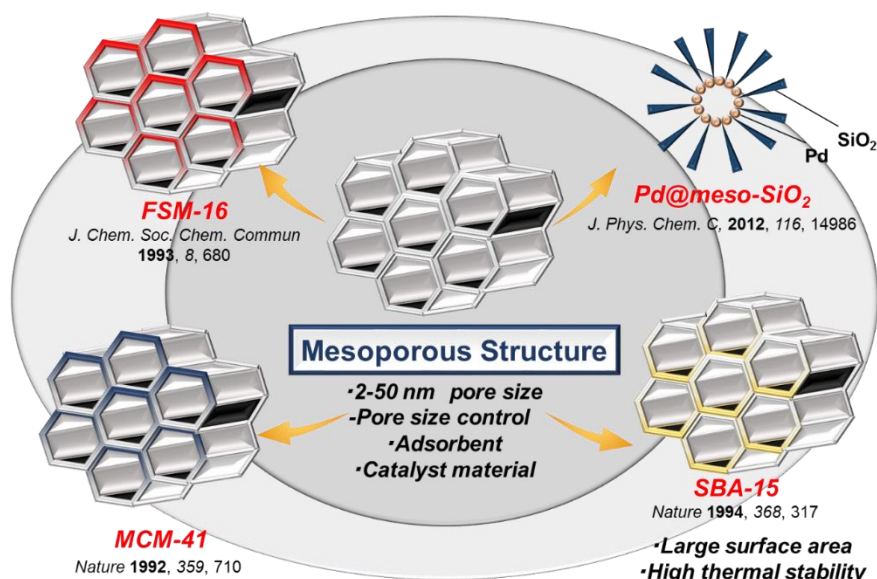 SiO₂
Pd
FSM-16
J. Chem. Soc. Chem. Commun
1993, 8, 680
Pd@meso-SiO₂
J. Phys. Chem. C, 2012, 116, 14986
Mesoporous Structure
・2-50 nm pore size
-Pore size control
・Adsorbent
・Catalyst material
MCM-41
Nature 1992, 359, 710
SBA-15
Nature 1994, 368, 317
・Large surface area
・High thermal stability